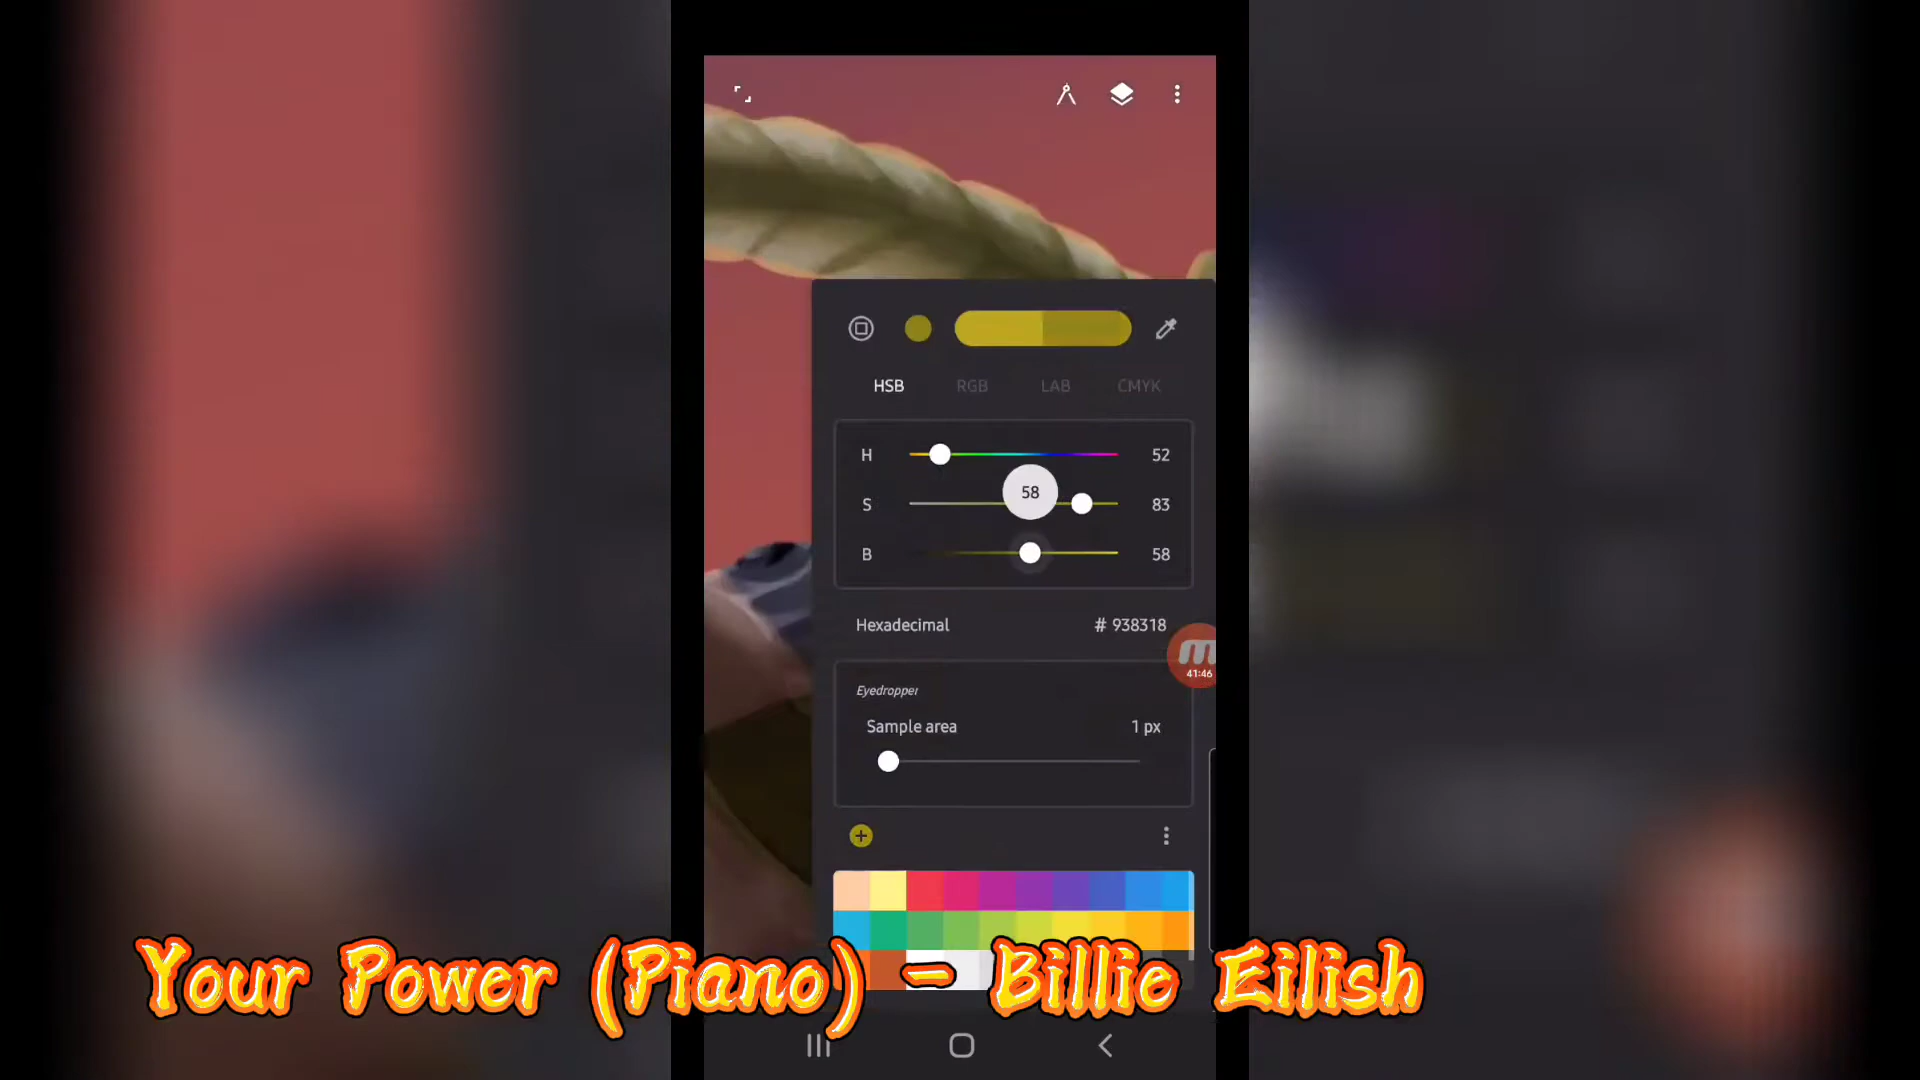 HSB RGB LAB CMYK
H 52
58
S 83
B 58
Hexadecimal # 938318
m
41:46
Eyedropper
Sample area 1 px
Your Power (Piano) - Billie Eilish